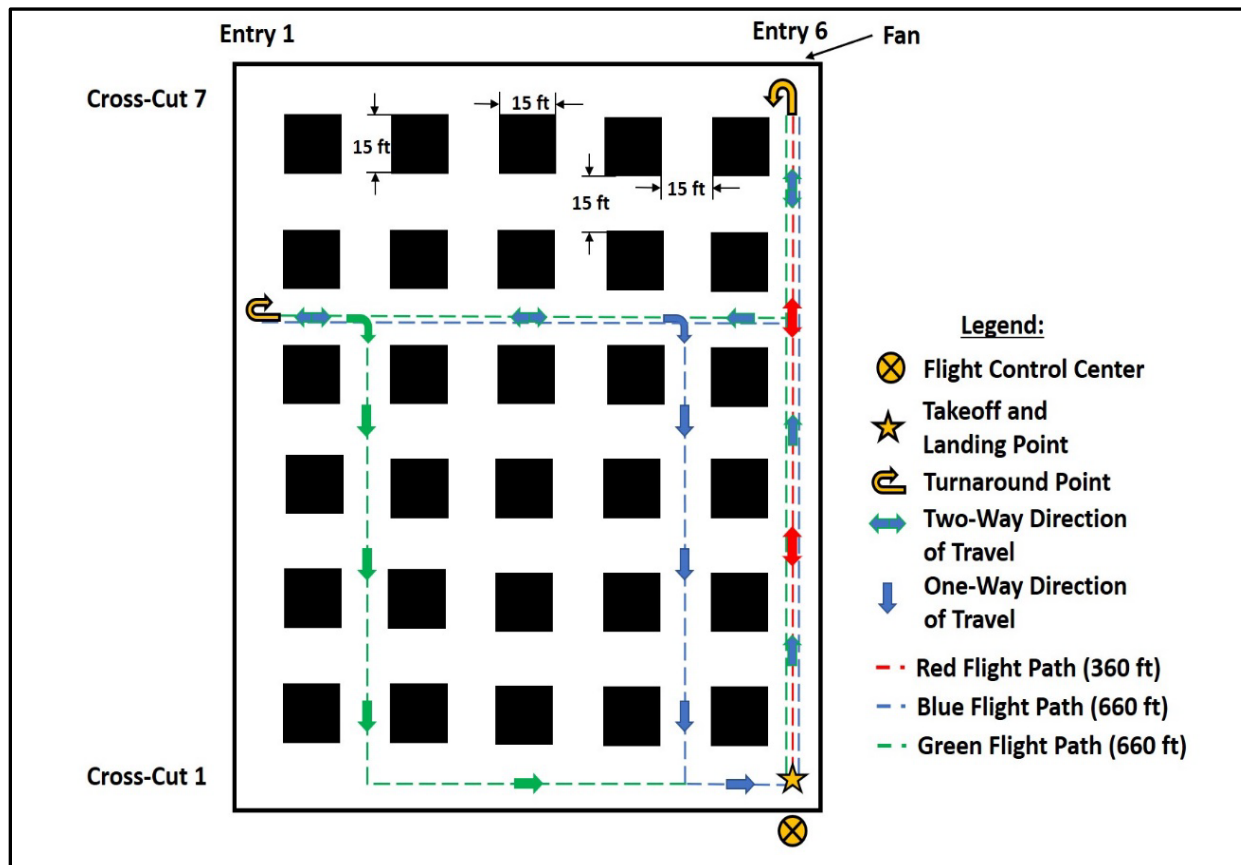 Entry 1
Entry 6
Fan
Cross-Cut 7
15 ft
15 ft
15 ft
15 ft
Legend:
Flight Control Center
Takeoff and
Landing Point
Turnaround Point
Two-Way Direction
of Travel
One-Way Direction
of Travel
Red Flight Path (360 ft)
Blue Flight Path (660 ft)
Green Flight Path (660 ft)
Cross-Cut 1